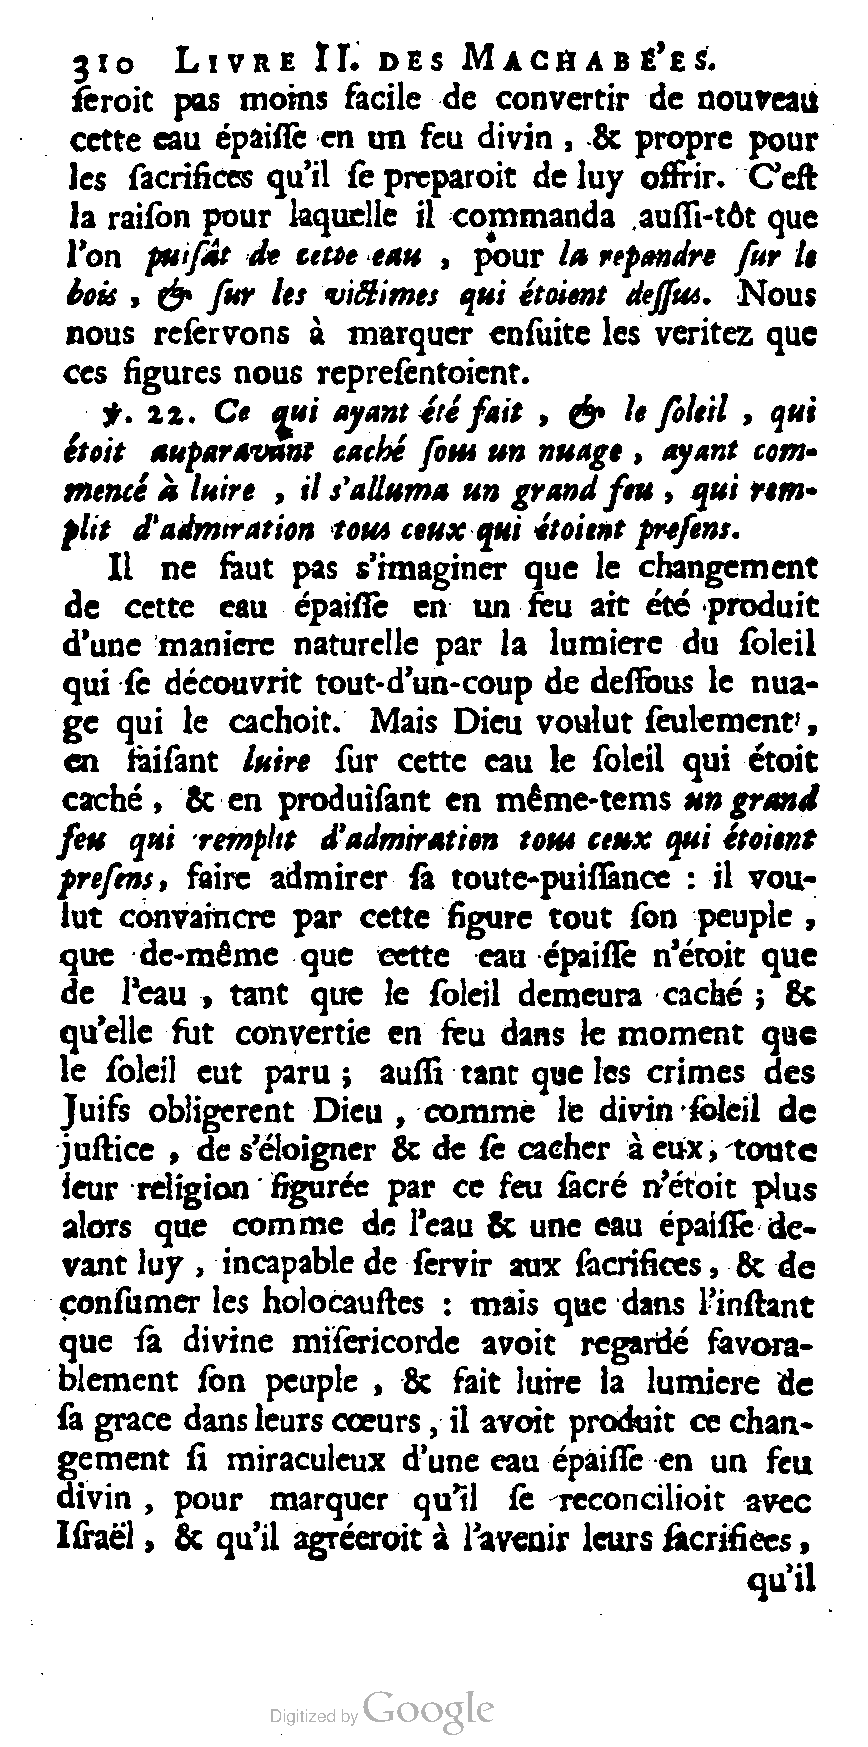 310 LIVRE II. DES MACHABE'ES.
ſeroit pas moins facile de convertir de nouveau
cette eau épaiſſe en un feu divin, & propre pour
les ſacrifices qu'il ſe preparoit de luy offrir. C'eſt
la raiſon pour laquelle il commanda auſſi-tôt que
l'on puiſât de cette eau, pour la repandre ſur le
bois, & ſur les victimes qui étoient deſſus. Nous
nous reſervons à marquer enſuite les veritez que
ces figures nous repreſentoient.
℣. 22. Ce qui ayant été fait, & le ſoleil, qui
étoit auparavant caché ſous un nuage, ayant com-
mencé à luire, il s'alluma un grand feu, qui rem-
plit d'admiration tous ceux qui étoient preſens.
Il ne faut pas s'imaginer que le changement
de cette eau épaiſſe en un feu ait été produit
d'une maniere naturelle par la lumiere du ſoleil
qui ſe découvrit tout-d'un-coup de deſſous le nua-
ge qui le cachoit. Mais Dieu voulut ſeulement,
en faiſant luire ſur cette eau le ſoleil qui étoit
caché, & en produiſant en même-tems un grand
feu qui remplit d'admiration tous ceux qui étoient
preſens, faire admirer ſa toute-puiſſance : il vou-
lut convaincre par cette figure tout ſon peuple,
que de-même que cette eau épaiſſe n'étoit que
de l'eau, tant que le ſoleil demeura caché ; &
qu'elle fut convertie en feu dans le moment que
le ſoleil eut paru ; auſſi tant que les crimes des
Juifs obligerent Dieu, comme le divin ſoleil de
juſtice, de s'éloigner & de ſe cacher à eux, toute
leur religion figurée par ce feu ſacré n'étoit plus
alors que comme de l'eau & une eau épaiſſe de-
vant luy, incapable de ſervir aux ſacrifices, & de
conſumer les holocauſtes : mais que dans l'inſtant
que ſa divine miſericorde avoit regardé favora-
blement ſon peuple, & fait luire la lumiere de
ſa grace dans leurs cœurs, il avoit produit ce chan-
gement ſi miraculeux d'une eau épaiſſe en un feu
divin, pour marquer qu'il ſe reconcilioit avec
Iſraël, & qu'il agréeroit à l'avenir leurs ſacrifices,
qu'il
Digitized by Google